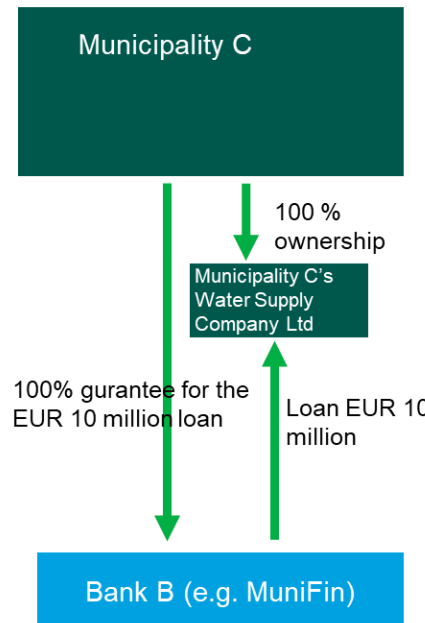 Municipality C
100 %
ownership
Municipality C's
Water Supply
Company Ltd
100% gurantee for the
EUR 10 million loan
Loan EUR 10
million
Bank B (e.g. MuniFin)